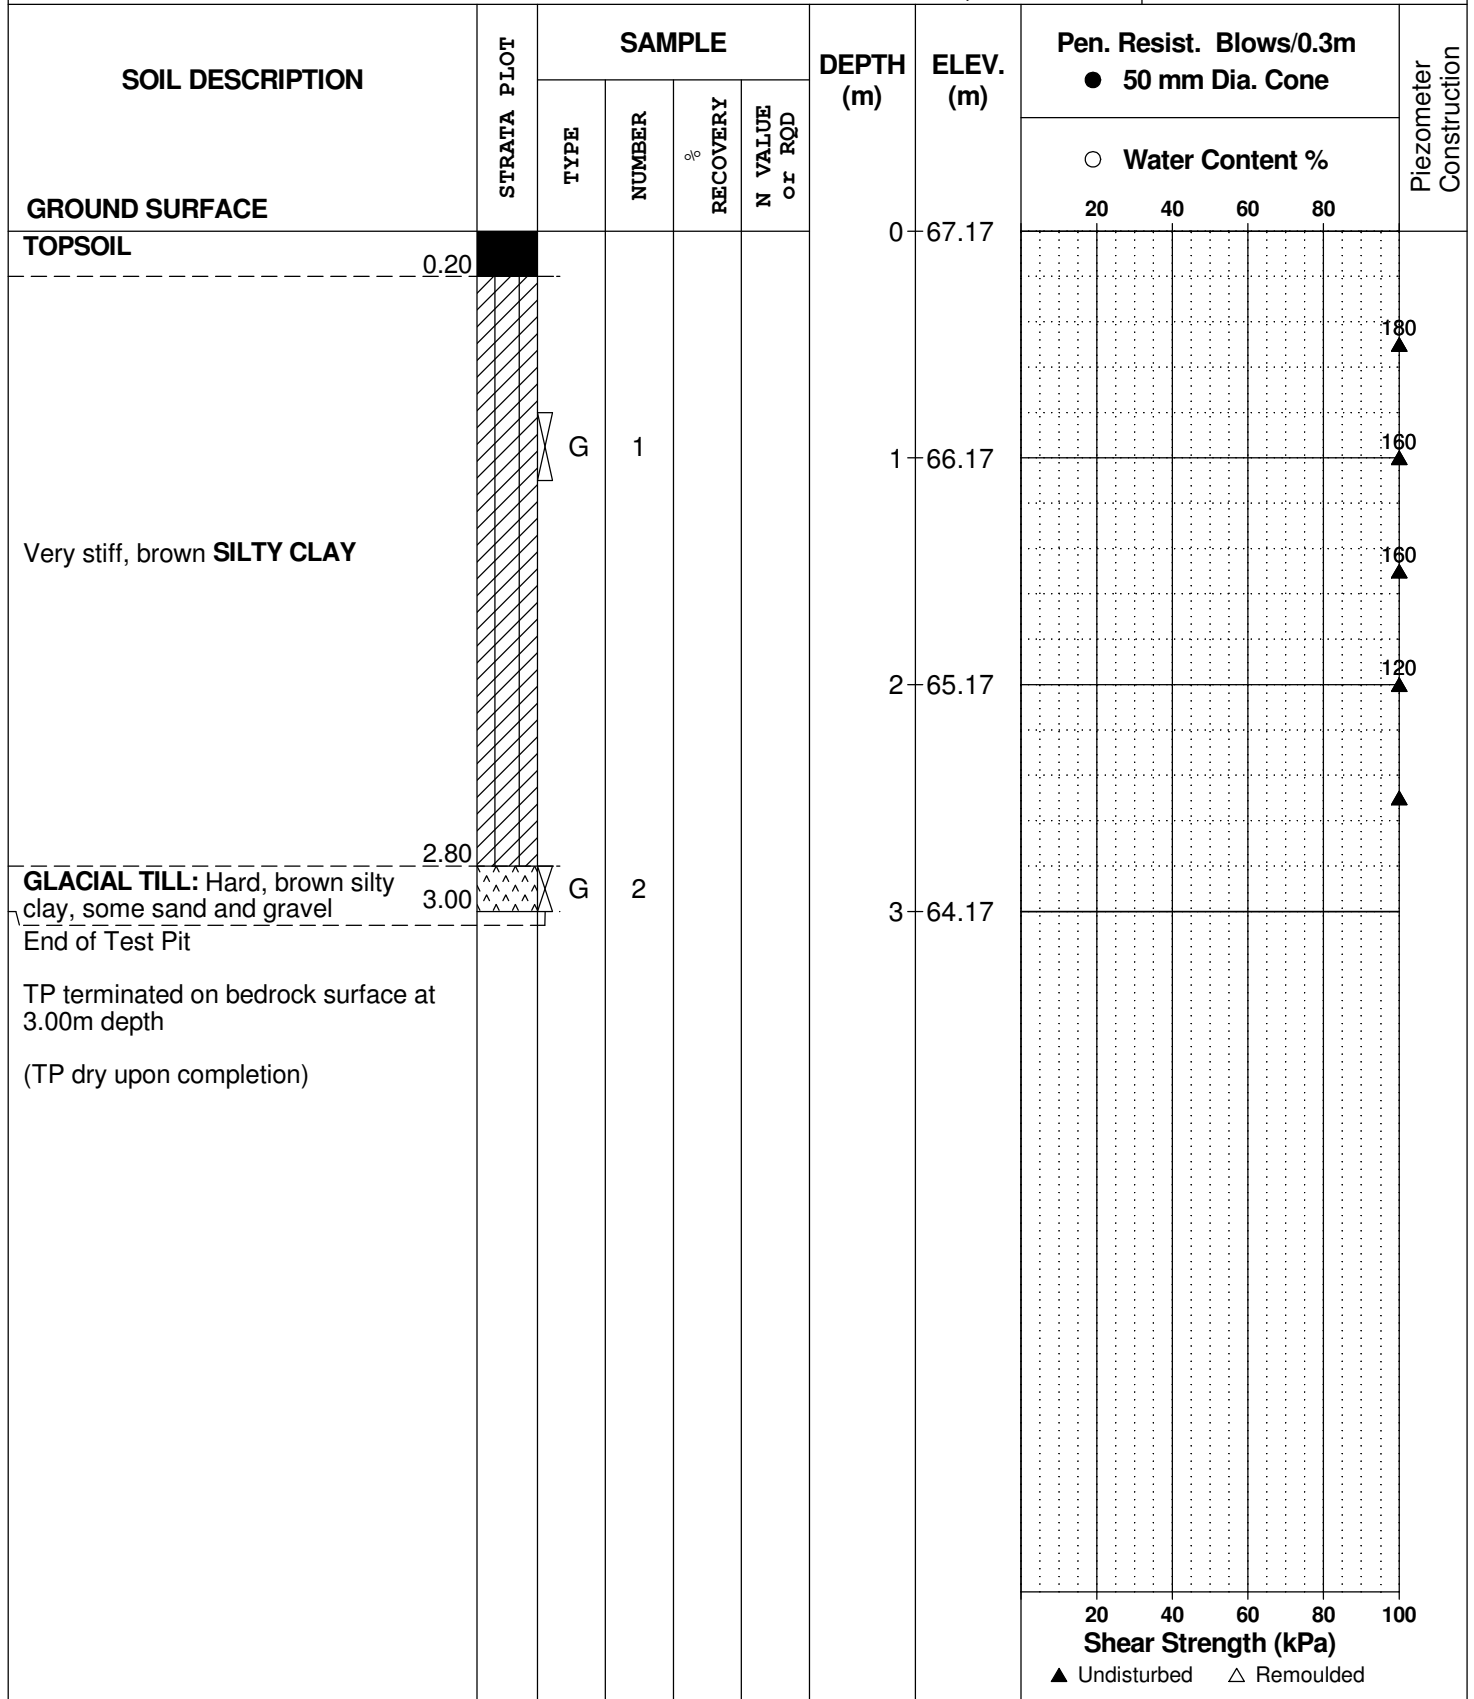 SOIL DESCRIPTION
GROUND SURFACE
STRATA PLOT
SAMPLE
TYPE
NUMBER
%
RECOVERY
N VALUE
or RQD
DEPTH
(m)
ELEV.
(m)
Pen. Resist. Blows/0.3m
● 50 mm Dia. Cone
○ Water Content %
20 40 60 80
Piezometer
Construction
TOPSOIL
0.20
0 67.17
180
G 1
1 66.17
160
Very stiff, brown SILTY CLAY
160
120
2 65.17
2.80
GLACIAL TILL: Hard, brown silty
clay, some sand and gravel
3.00
G 2
3 64.17
End of Test Pit
TP terminated on bedrock surface at
3.00m depth
(TP dry upon completion)
20 40 60 80 100
Shear Strength (kPa)
▲ Undisturbed △ Remoulded